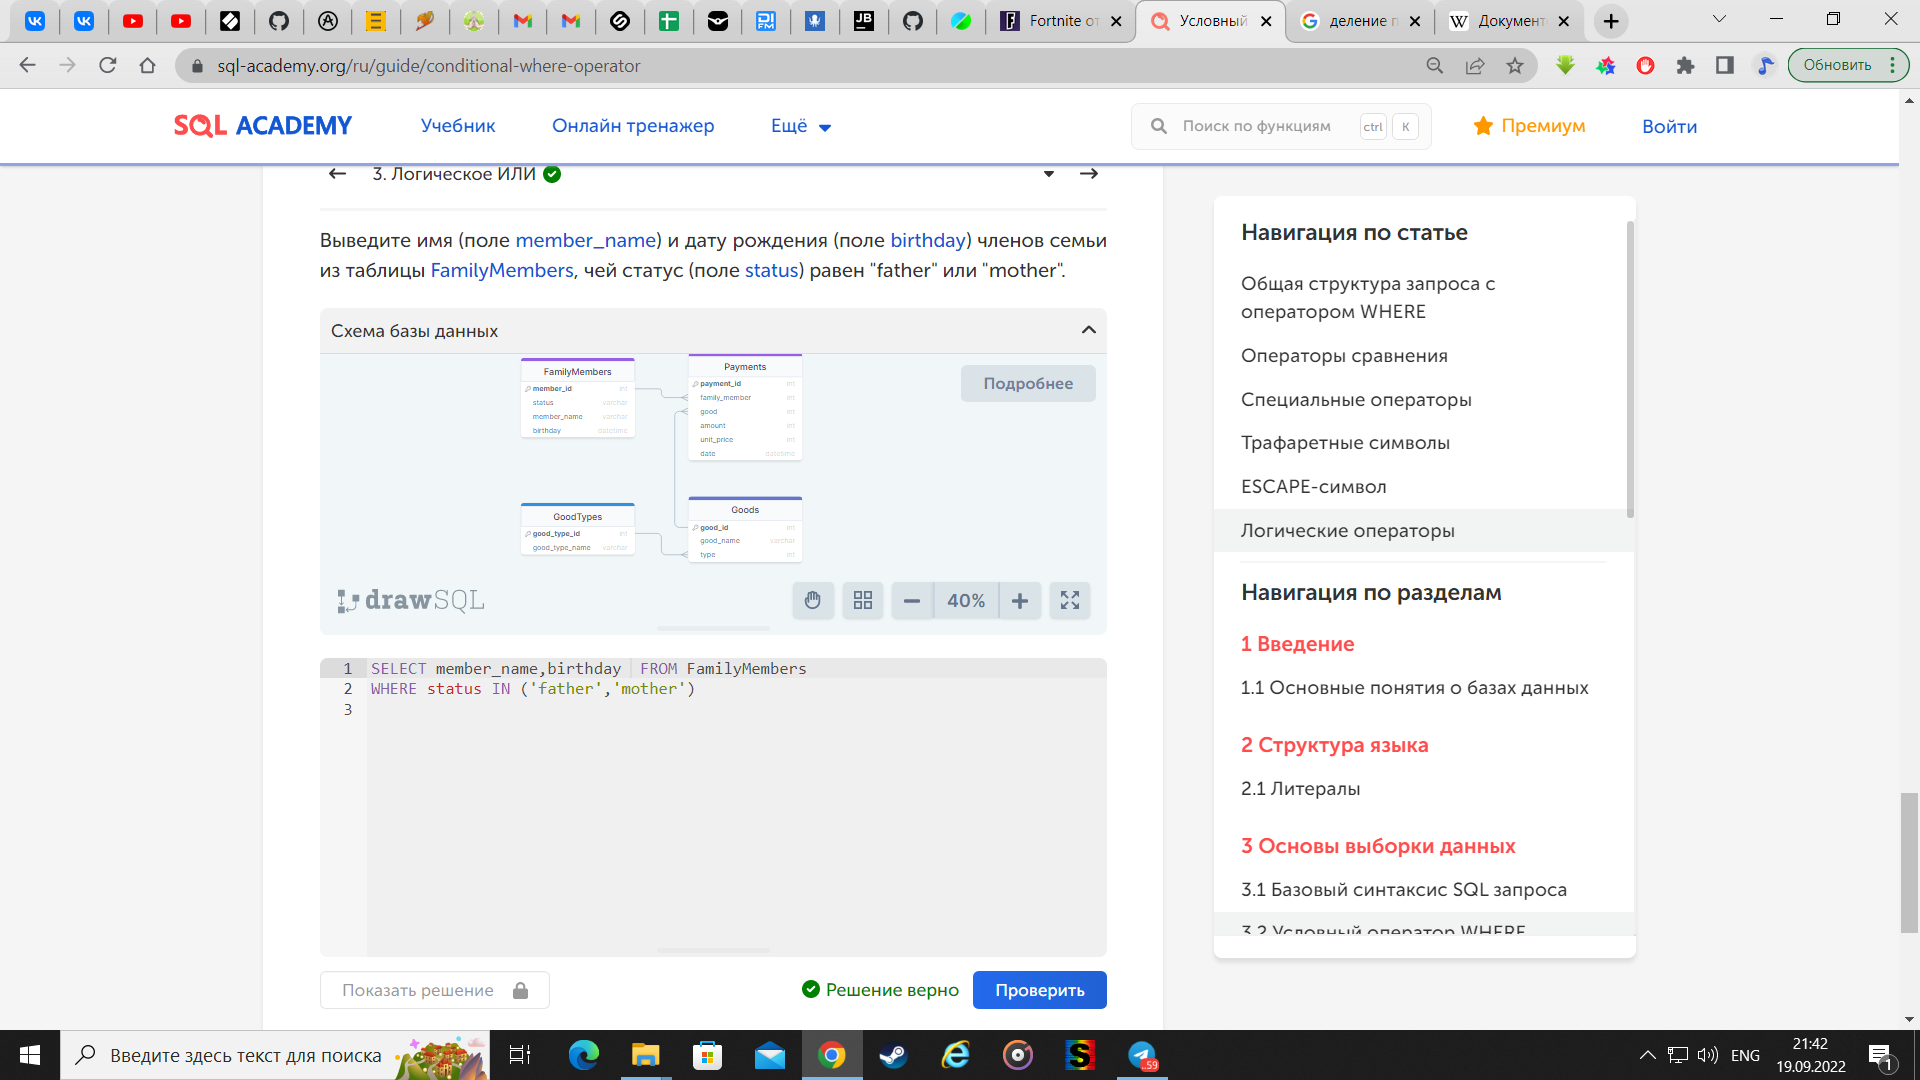 Fortnite от
Условный
деление п
Документ
sql-academy.org/ru/guide/conditional-where-operator
Обновить
SQL ACADEMY
Учебник
Онлайн тренажер
Ещё
Поиск по функциям
ctrl
K
Премиум
Войти
3. Логическое ИЛИ
Выведите имя (поле member_name) и дату рождения (поле birthday) членов семьи
из таблицы FamilyMembers, чей статус (поле status) равен "father" или "mother".
Схема базы данных
Подробнее
FamilyMembers
member_id int
status varchar
member_name varchar
birthday datetime
Payments
payment_id int
family_member int
good int
amount int
unit_price int
date datetime
GoodTypes
good_type_id int
good_type_name varchar
Goods
good_id int
good_name varchar
type int
drawSQL
40%
1 SELECT member_name,birthday FROM FamilyMembers
2 WHERE status IN ('father','mother')
3
Показать решение
Решение верно
Проверить
Навигация по статье
Общая структура запроса с
оператором WHERE
Операторы сравнения
Специальные операторы
Трафаретные символы
ESCAPE-символ
Логические операторы
Навигация по разделам
1 Введение
1.1 Основные понятия о базах данных
2 Структура языка
2.1 Литералы
3 Основы выборки данных
3.1 Базовый синтаксис SQL запроса
3.2 Условный оператор WHERE
Введите здесь текст для поиска
..59
ENG
21:42
19.09.2022
1